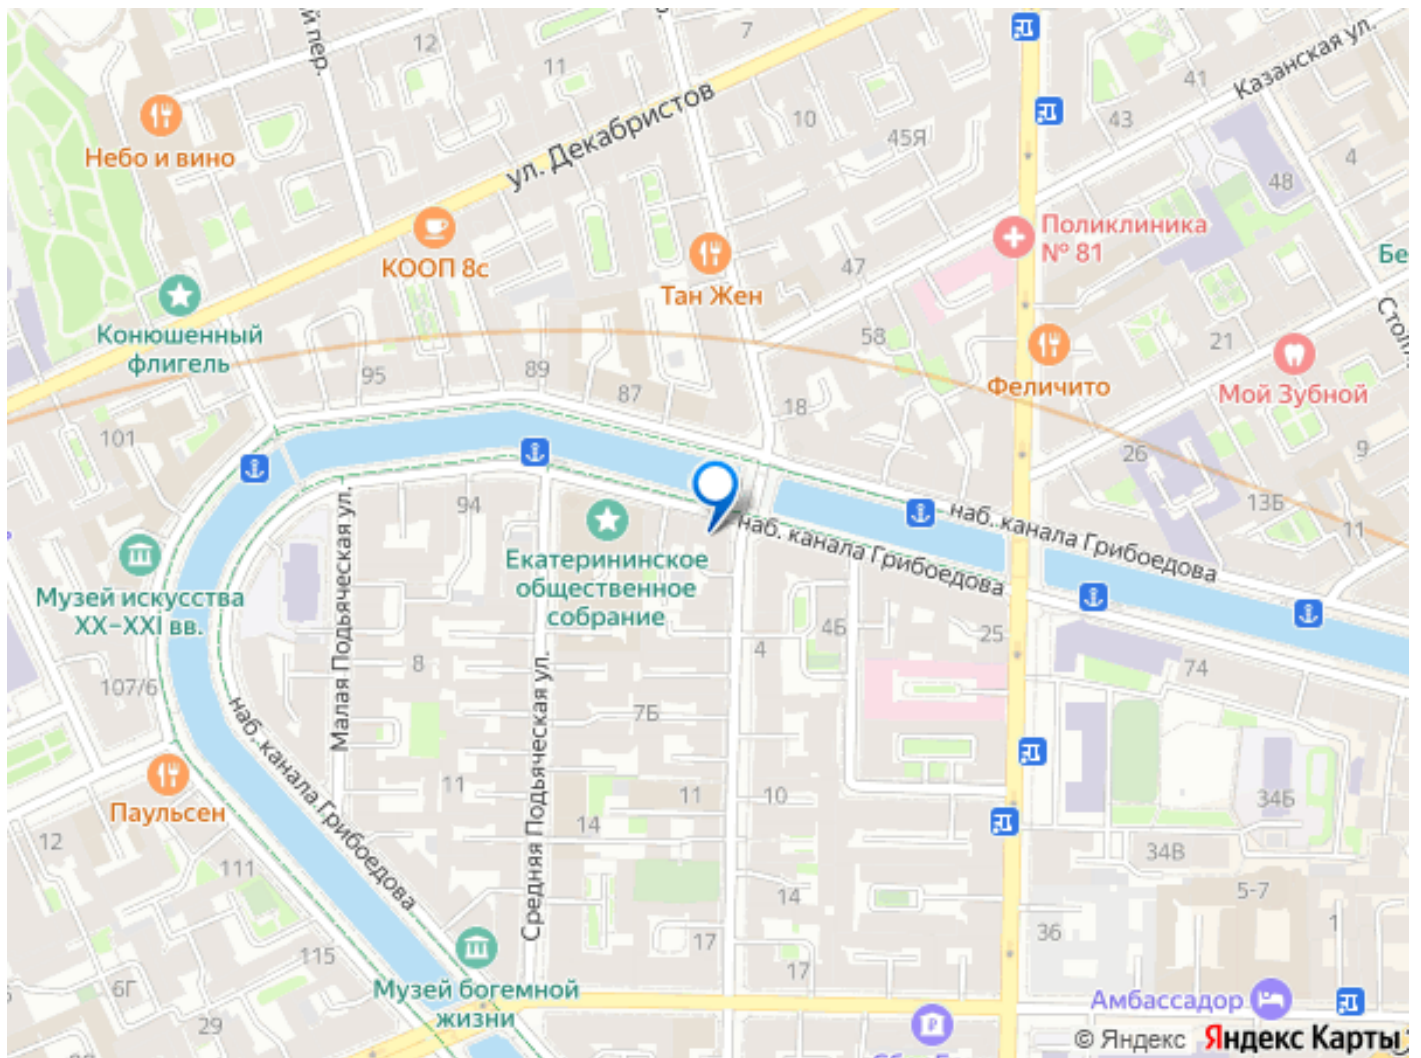 й пер.
12
7
11
Казанская ул.
41
43
Небо и вино
ул. Декабристов
10
45Я
4
48
КООП 8с
Тан Жен
47
Поликлиника
№ 81
Бе
Конюшенный
флигель
95
89
87
58
Феличито
21
Мой Зубной
18
101
94
26
9
13Б
11
наб. канала Грибоедова
наб. канала Грибоедова
Екатерининское
общественное
собрание
Музей искусства
XX–XXI вв.
Малая Подьяческая ул.
8
4Б
4
25
74
107/6
наб. канала Грибоедова
Средняя Подьяческая ул.
7Б
11
11
10
34Б
Паульсен
12
14
34В
111
14
5-7
1
115
17
17
36
6Г
29
Музей богемной
жизни
Амбассадор
© Яндекс Яндекс Карты